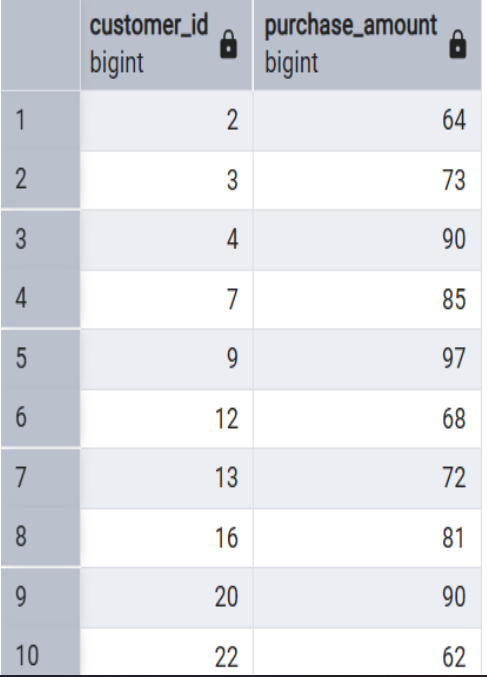 customer_id purchase_amount
bigint bigint
1 2 64
2 3 73
3 4 90
4 7 85
5 9 97
6 12 68
7 13 72
8 16 81
9 20 90
10 22 62